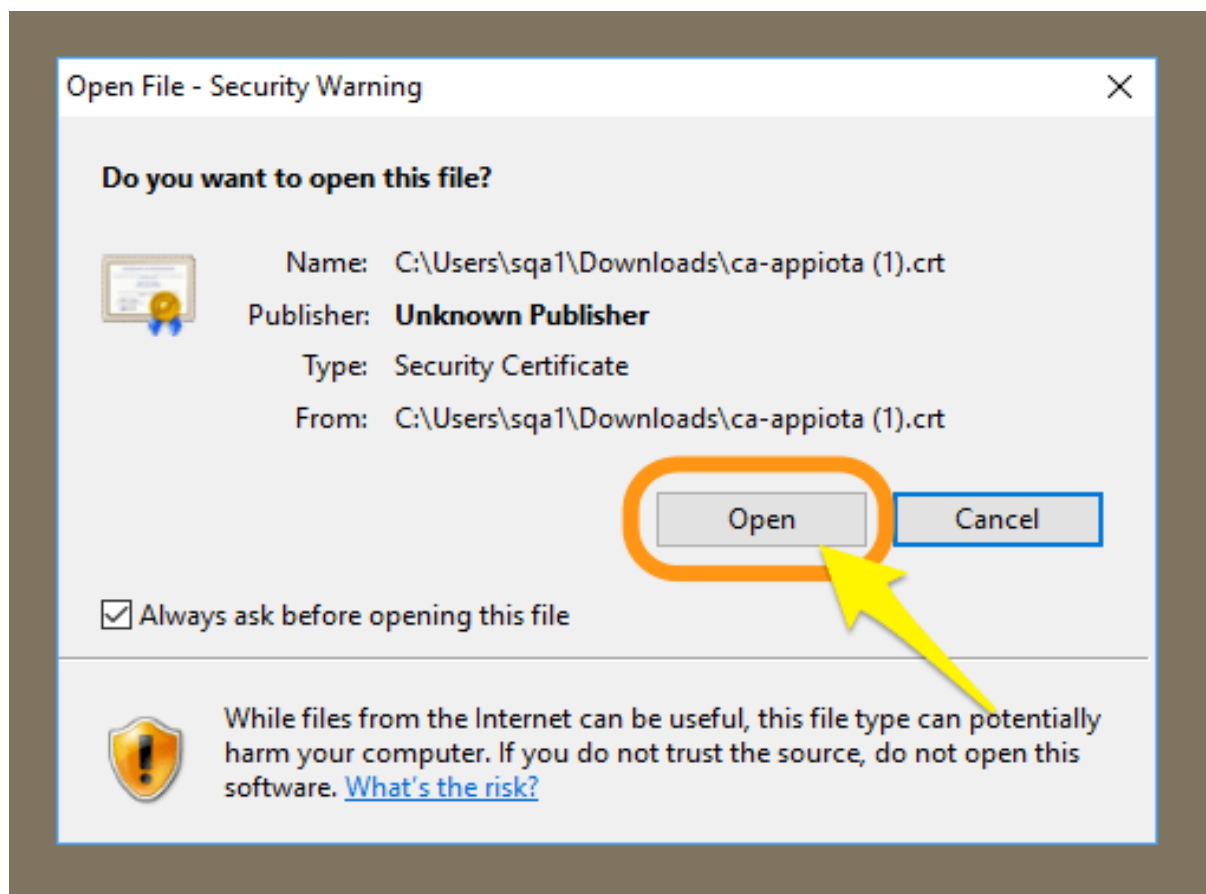 Open File - Security Warning
Do you want to open this file?
Name: C:\Users\sqa1\Downloads\ca-appiota (1).crt
Publisher: Unknown Publisher
Type: Security Certificate
From: C:\Users\sqa1\Downloads\ca-appiota (1).crt
Open Cancel
Always ask before opening this file
While files from the Internet can be useful, this file type can potentially
harm your computer. If you do not trust the source, do not open this
software. What's the risk?